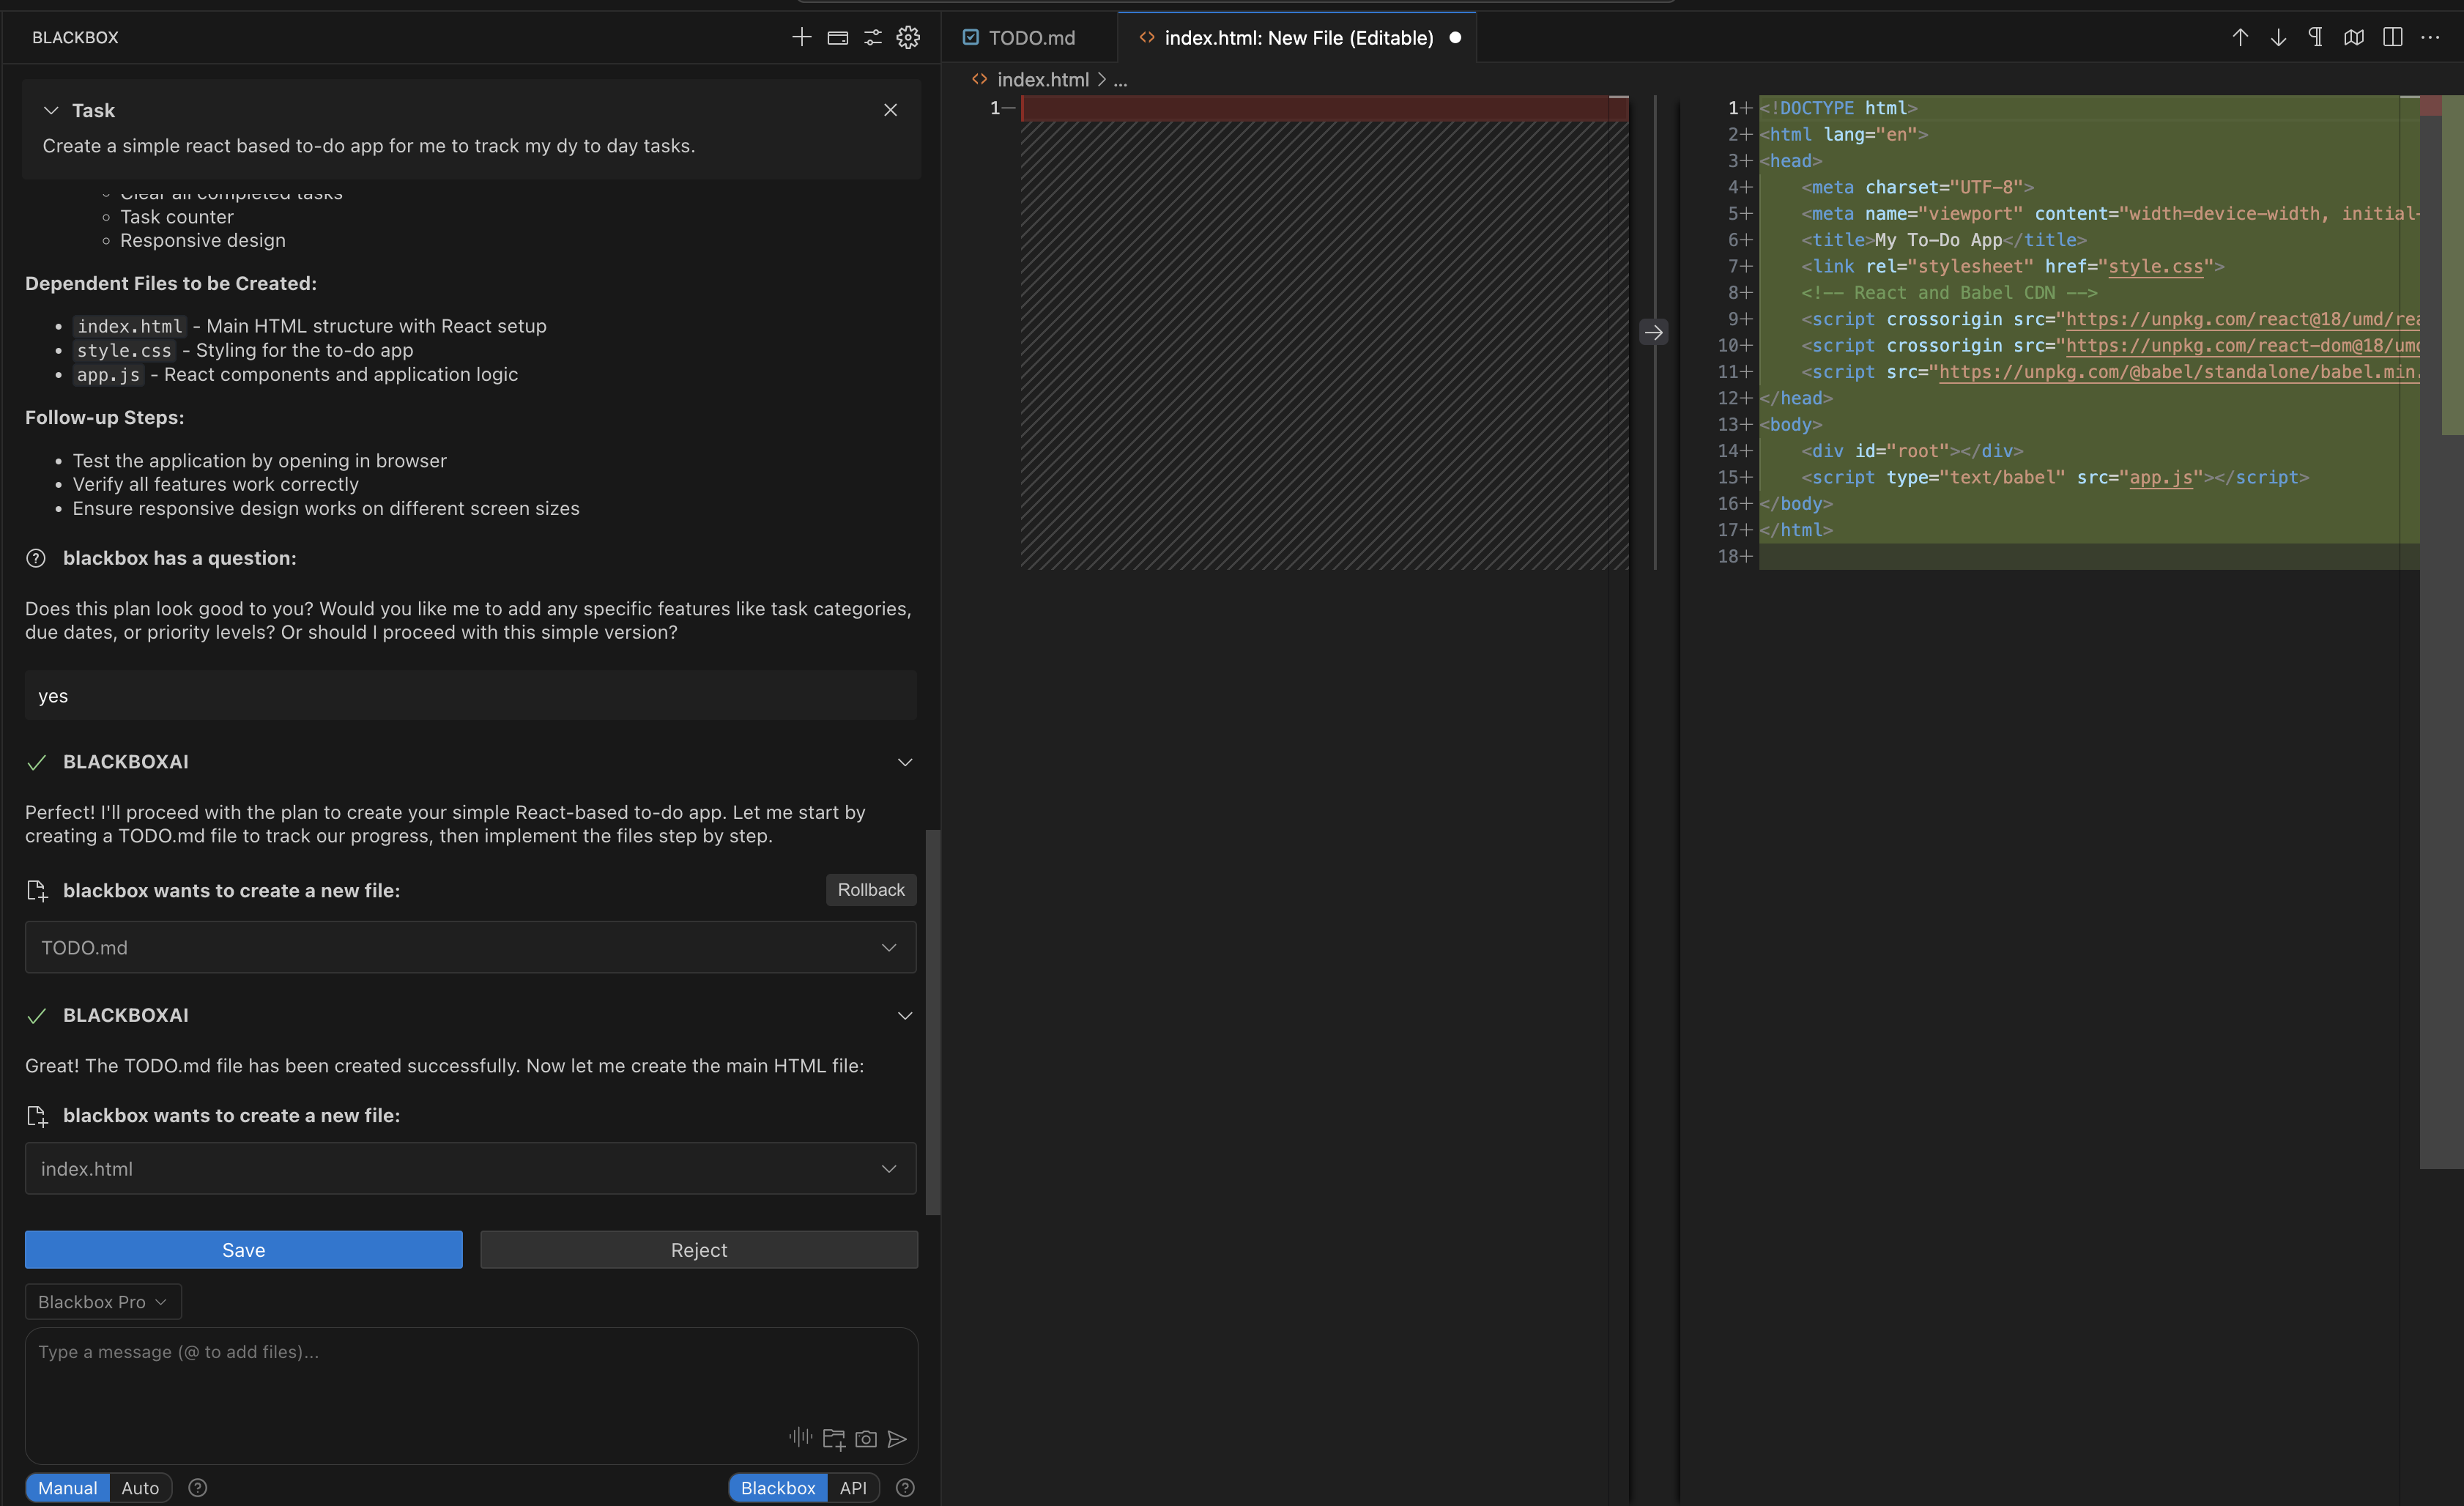 BLACKBOX
Task
Create a simple react based to-do app for me to track my dy to day tasks.
Clear all completed tasks
Task counter
Responsive design
Dependent Files to be Created:
index.html - Main HTML structure with React setup
style.css - Styling for the to-do app
app.js - React components and application logic
Follow-up Steps:
Test the application by opening in browser
Verify all features work correctly
Ensure responsive design works on different screen sizes
blackbox has a question:
Does this plan look good to you? Would you like me to add any specific features like task categories,
due dates, or priority levels? Or should I proceed with this simple version?
yes
BLACKBOXAI
Perfect! I'll proceed with the plan to create your simple React-based to-do app. Let me start by
creating a TODO.md file to track our progress, then implement the files step by step.
blackbox wants to create a new file:
Rollback
TODO.md
BLACKBOXAI
Great! The TODO.md file has been created successfully. Now let me create the main HTML file:
blackbox wants to create a new file:
index.html
Save
Reject
Blackbox Pro
Type a message (@ to add files)...
Manual
Auto
Blackbox
API
TODO.md
index.html: New File (Editable)
index.html > ...
1—
1+ <!DOCTYPE html>
2+ <html lang="en">
3+ <head>
4+ <meta charset="UTF-8">
5+ <meta name="viewport" content="width=device-width, initial-
6+ <title>My To-Do App</title>
7+ <link rel="stylesheet" href="style.css">
8+ <!-- React and Babel CDN -->
9+ <script crossorigin src="https://unpkg.com/react@18/umd/rea
10+ <script crossorigin src="https://unpkg.com/react-dom@18/umd
11+ <script src="https://unpkg.com/@babel/standalone/babel.min.
12+ </head>
13+ <body>
14+ <div id="root"></div>
15+ <script type="text/babel" src="app.js"></script>
16+ </body>
17+ </html>
18+